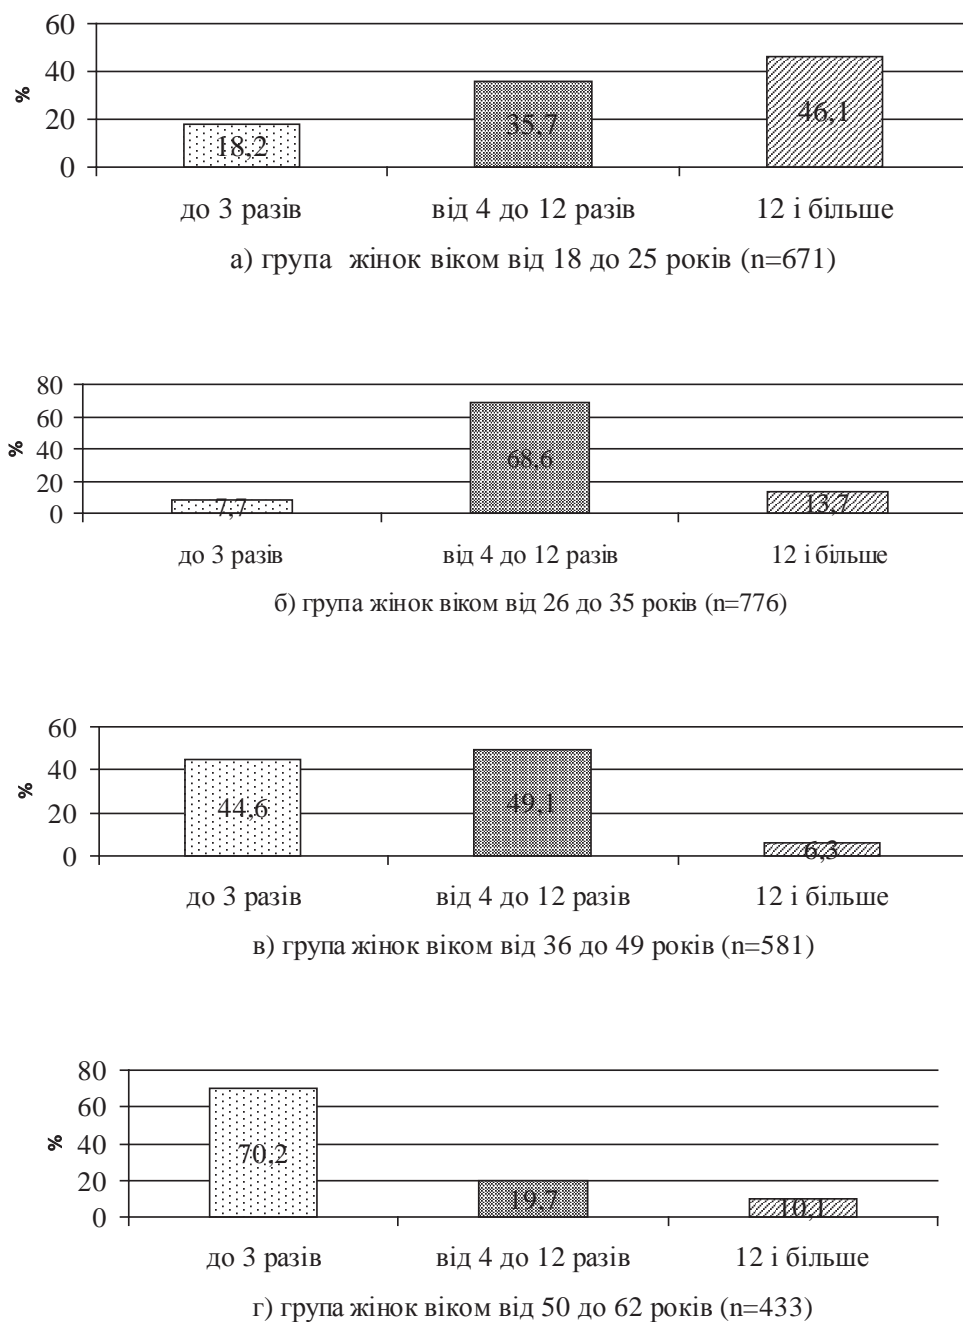 60
40
20
0
%
18,2
35,7
46,1
до 3 разів
від 4 до 12 разів
12 і більше
а) група жінок віком від 18 до 25 років (n=671)
80
60
40
20
0
%
7,7
68,6
13,7
до 3 разів
від 4 до 12 разів
12 і більше
б) група жінок віком від 26 до 35 років (n=776)
60
40
20
0
%
44,6
49,1
6,3
до 3 разів
від 4 до 12 разів
12 і більше
в) група жінок віком від 36 до 49 років (n=581)
80
60
40
20
0
%
70,2
19,7
10,1
до 3 разів
від 4 до 12 разів
12 і більше
г) група жінок віком від 50 до 62 років (n=433)